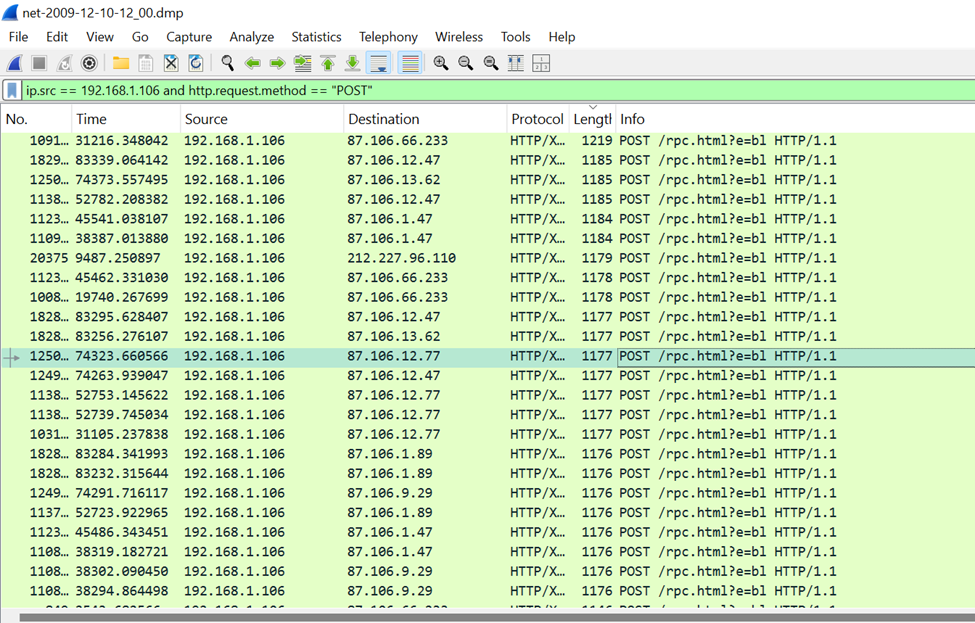 net-2009-12-10-12_00.dmp
File Edit View Go Capture Analyze Statistics Telephony Wireless Tools Help
ip.src == 192.168.1.106 and http.request.method == "POST"
No. Time Source Destination Protocol Length Info
1091… 31216.348042 192.168.1.106 87.106.66.233 HTTP/X… 1219 POST /rpc.html?e=bl HTTP/1.1
1829… 83339.064142 192.168.1.106 87.106.12.47 HTTP/X… 1185 POST /rpc.html?e=bl HTTP/1.1
1250… 74373.557495 192.168.1.106 87.106.13.62 HTTP/X… 1185 POST /rpc.html?e=bl HTTP/1.1
1138… 52782.208382 192.168.1.106 87.106.12.47 HTTP/X… 1185 POST /rpc.html?e=bl HTTP/1.1
1123… 45541.038107 192.168.1.106 87.106.1.47 HTTP/X… 1184 POST /rpc.html?e=bl HTTP/1.1
1109… 38387.013880 192.168.1.106 87.106.1.47 HTTP/X… 1184 POST /rpc.html?e=bl HTTP/1.1
20375 9487.250897 192.168.1.106 212.227.96.110 HTTP/X… 1179 POST /rpc.html?e=bl HTTP/1.1
1123… 45462.331030 192.168.1.106 87.106.66.233 HTTP/X… 1178 POST /rpc.html?e=bl HTTP/1.1
1008… 19740.267699 192.168.1.106 87.106.66.233 HTTP/X… 1178 POST /rpc.html?e=bl HTTP/1.1
1828… 83295.628407 192.168.1.106 87.106.12.47 HTTP/X… 1177 POST /rpc.html?e=bl HTTP/1.1
1828… 83256.276107 192.168.1.106 87.106.13.62 HTTP/X… 1177 POST /rpc.html?e=bl HTTP/1.1
1250… 74323.660566 192.168.1.106 87.106.12.77 HTTP/X… 1177 POST /rpc.html?e=bl HTTP/1.1
1249… 74263.939047 192.168.1.106 87.106.12.47 HTTP/X… 1177 POST /rpc.html?e=bl HTTP/1.1
1138… 52753.145622 192.168.1.106 87.106.12.77 HTTP/X… 1177 POST /rpc.html?e=bl HTTP/1.1
1138… 52739.745034 192.168.1.106 87.106.12.77 HTTP/X… 1177 POST /rpc.html?e=bl HTTP/1.1
1031… 31105.237838 192.168.1.106 87.106.12.77 HTTP/X… 1177 POST /rpc.html?e=bl HTTP/1.1
1828… 83284.341993 192.168.1.106 87.106.1.89 HTTP/X… 1176 POST /rpc.html?e=bl HTTP/1.1
1828… 83232.315644 192.168.1.106 87.106.1.89 HTTP/X… 1176 POST /rpc.html?e=bl HTTP/1.1
1249… 74291.716117 192.168.1.106 87.106.9.29 HTTP/X… 1176 POST /rpc.html?e=bl HTTP/1.1
1137… 52723.922965 192.168.1.106 87.106.1.89 HTTP/X… 1176 POST /rpc.html?e=bl HTTP/1.1
1123… 45486.343451 192.168.1.106 87.106.1.47 HTTP/X… 1176 POST /rpc.html?e=bl HTTP/1.1
1108… 38319.182721 192.168.1.106 87.106.1.47 HTTP/X… 1176 POST /rpc.html?e=bl HTTP/1.1
1108… 38302.090450 192.168.1.106 87.106.9.29 HTTP/X… 1176 POST /rpc.html?e=bl HTTP/1.1
1108… 38294.864498 192.168.1.106 87.106.9.29 HTTP/X… 1176 POST /rpc.html?e=bl HTTP/1.1